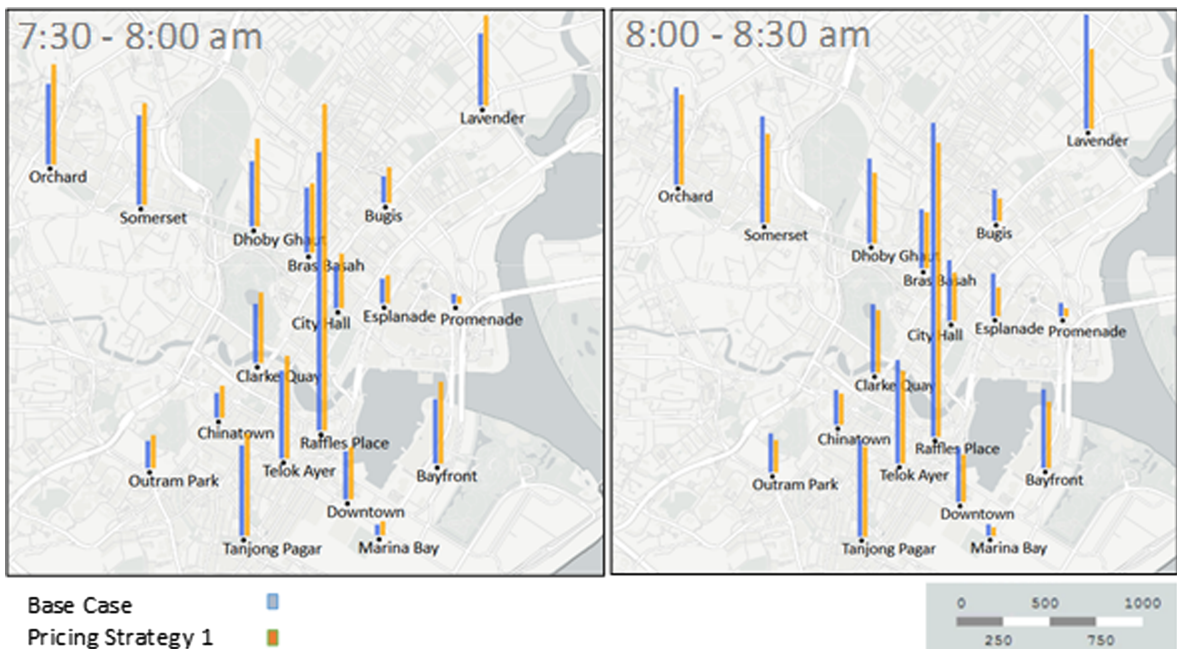 7:30 - 8:00 am
Lavender
Orchard
Somerset
Bugis
Dhoby Ghaut
Bras Basah
City Hall
Esplanade
Promenade
Clarke Quay
Chinatown
Raffles Place
Telok Ayer
Bayfront
Outram Park
Downtown
Tanjong Pagar
Marina Bay
8:00 - 8:30 am
Lavender
Orchard
Somerset
Bugis
Dhoby Ghaut
Bras Basah
City Hall
Esplanade
Promenade
Clarke Quay
Chinatown
Raffles Place
Telok Ayer
Bayfront
Outram Park
Downtown
Tanjong Pagar
Marina Bay
Base Case
Pricing Strategy 1
0 500 1000
250 750